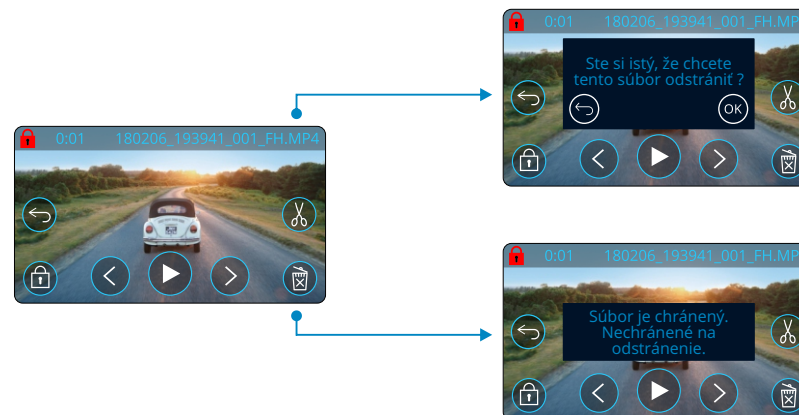 0:01 180206_193941_001_FH.MP4
0:01 180206_193941_001_FH.MP
Ste si istý, že chcete
tento súbor odstrániť ?
OK
0:01 180206_193941_001_FH.MP
Súbor je chránený.
Nechránené na
odstránenie.